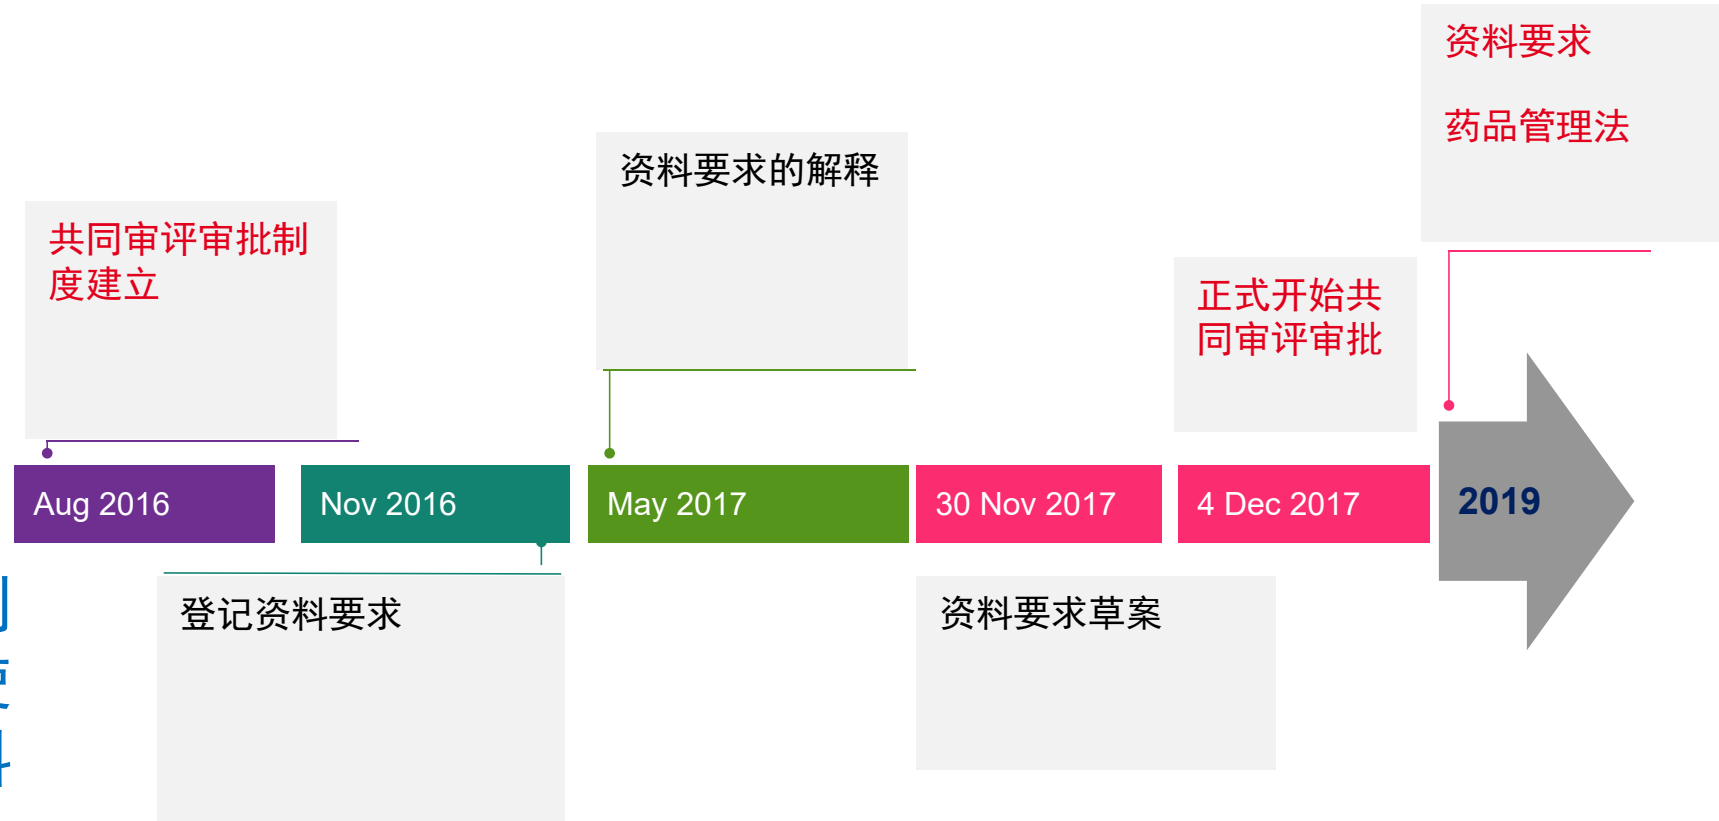 资料要求
药品管理法
资料要求的解释
共同审评审批制
度建立
正式开始共
同审评审批
Aug 2016
Nov 2016
May 2017
30 Nov 2017
4 Dec 2017
2019
登记资料要求
资料要求草案